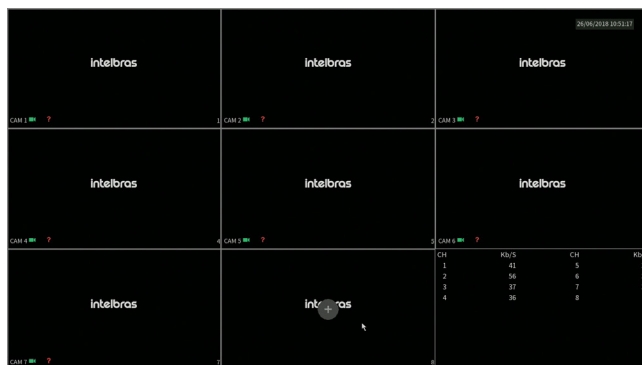 26/06/2018 10:51:17
intelbras
intelbras
intelbras
CAM 1 ? 1
CAM 2 ? 2
CAM 3 ?
intelbras
intelbras
intelbras
CAM 4 ? 4
CAM 5 ? 5
CAM 6 ?
CH Kb/S CH Kb
1 41 5
2 56 6
3 37 7
4 36 8
intelbras
intelbras
+
CAM 7 ? 7
8